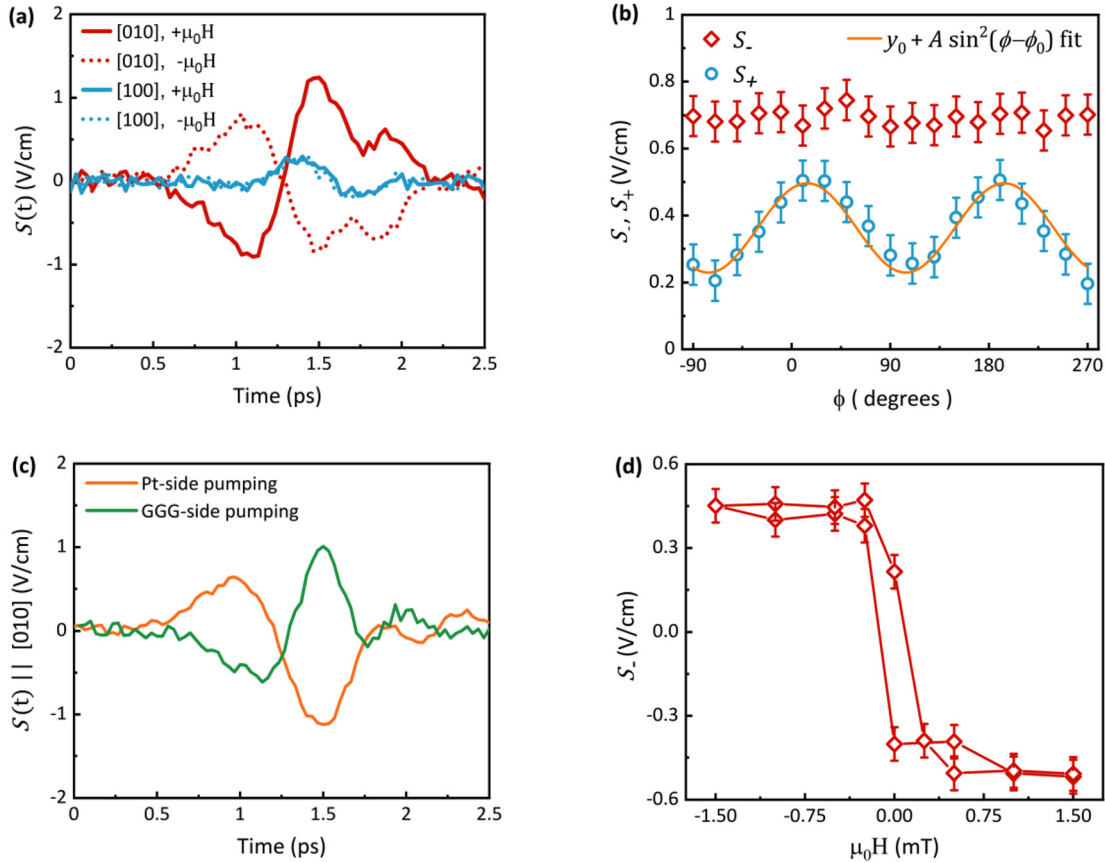 (a)
2
1
0
-1
-2
S(t) (V/cm)
[010], +μ₀H
[010], -μ₀H
[100], +μ₀H
[100], -μ₀H
0 0.5 1 1.5 2 2.5
Time (ps)
(b)
1
0.8
0.6
0.4
0.2
0
S₋, S₊ (V/cm)
S₋
S₊
y₀ + A sin²(ϕ−ϕ₀) fit
-90 0 90 180 270
ϕ ( degrees )
(c)
2
1
0
-1
-2
S(t) || [010] (V/cm)
Pt-side pumping
GGG-side pumping
0 0.5 1 1.5 2 2.5
Time (ps)
(d)
0.6
0.3
0.0
-0.3
-0.6
S₋ (V/cm)
-1.50 -0.75 0.00 0.75 1.50
μ₀H (mT)